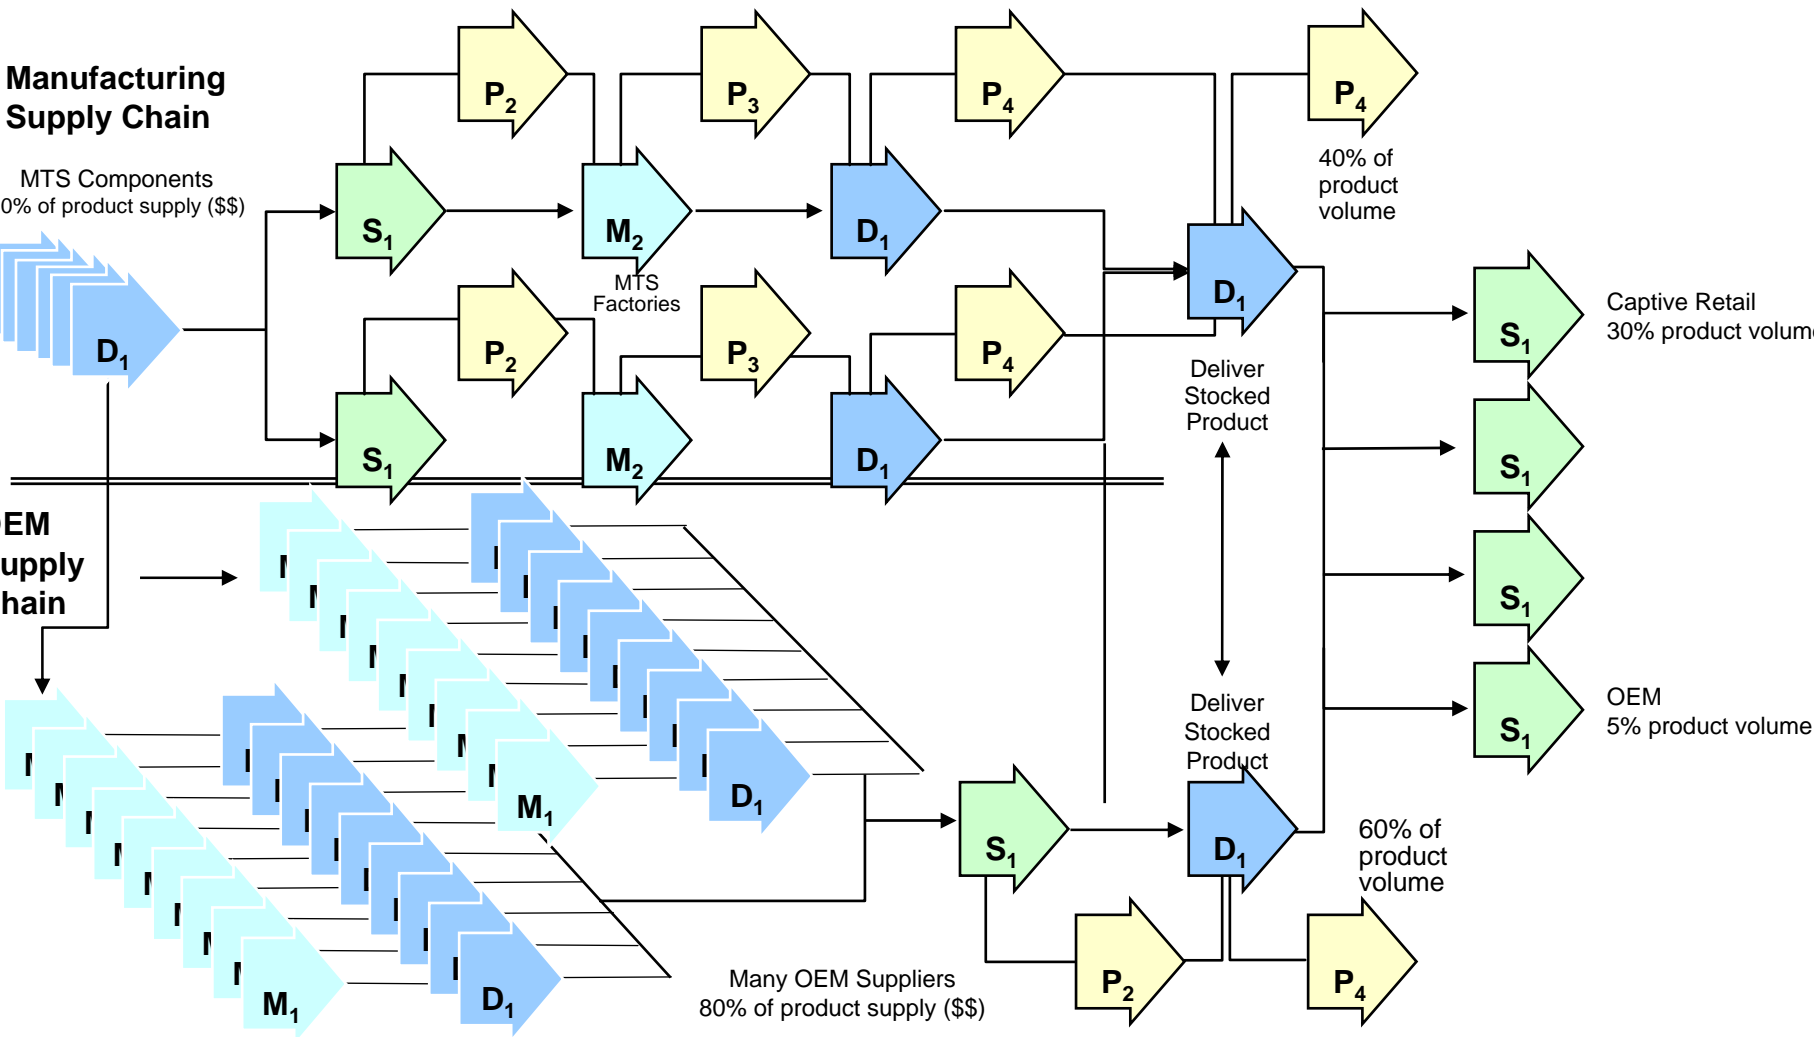 Manufacturing
Supply Chain
MTS Components
0% of product supply ($$)
P2
P3
P4
P4
40% of
product
volume
S1
M2
D1
D1
MTS
Factories
D1
P2
P3
P4
S1
M2
D1
Deliver
Stocked
Product
S1
Captive Retail
30% product volume
S1
S1
S1
OEM
5% product volume
EM
upply
hain
M1
D1
M1
D1
Deliver
Stocked
Product
S1
D1
60% of
product
volume
P2
P4
Many OEM Suppliers
80% of product supply ($$)